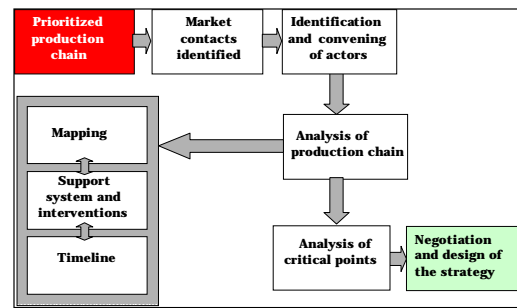 Prioritized
production
chain
Market
contacts
identified
Identification
and convening
of actors
Mapping
Support
system and
interventions
Timeline
Analysis of
production chain
Analysis of
critical points
Negotiation
and design of
the strategy